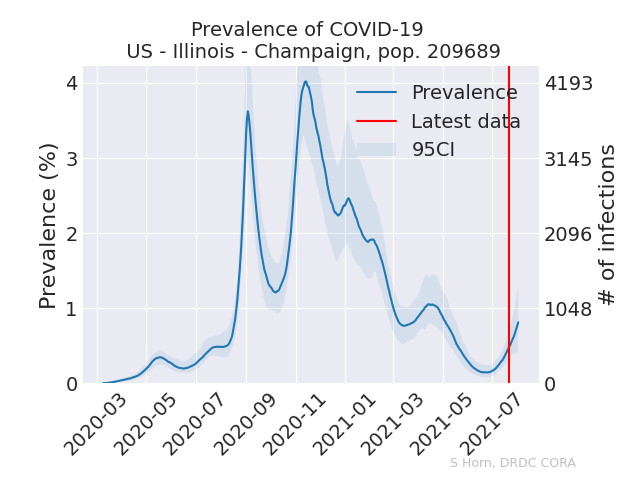 Prevalence of COVID-19
US - Illinois - Champaign, pop. 209689
Prevalence
Latest data
95CI
Prevalence (%)
4
3
2
1
0
4193
3145
2096
1048
0
# of infections
2020-03
2020-05
2020-07
2020-09
2020-11
2021-01
2021-03
2021-05
2021-07
S Horn, DRDC CORA